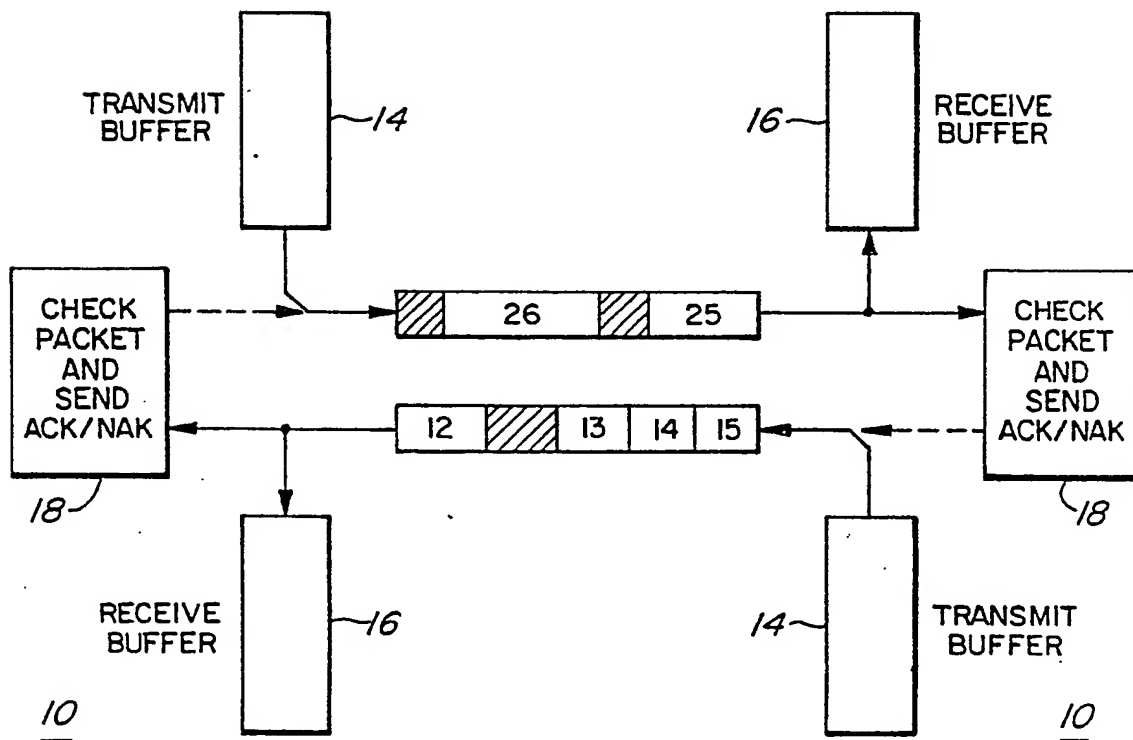 TRANSMIT
BUFFER
14
16
RECEIVE
BUFFER
CHECK
PACKET
AND
SEND
ACK/NAK
18
26
25
12
13
14
15
CHECK
PACKET
AND
SEND
ACK/NAK
18
RECEIVE
BUFFER
16
14
TRANSMIT
BUFFER
10
10